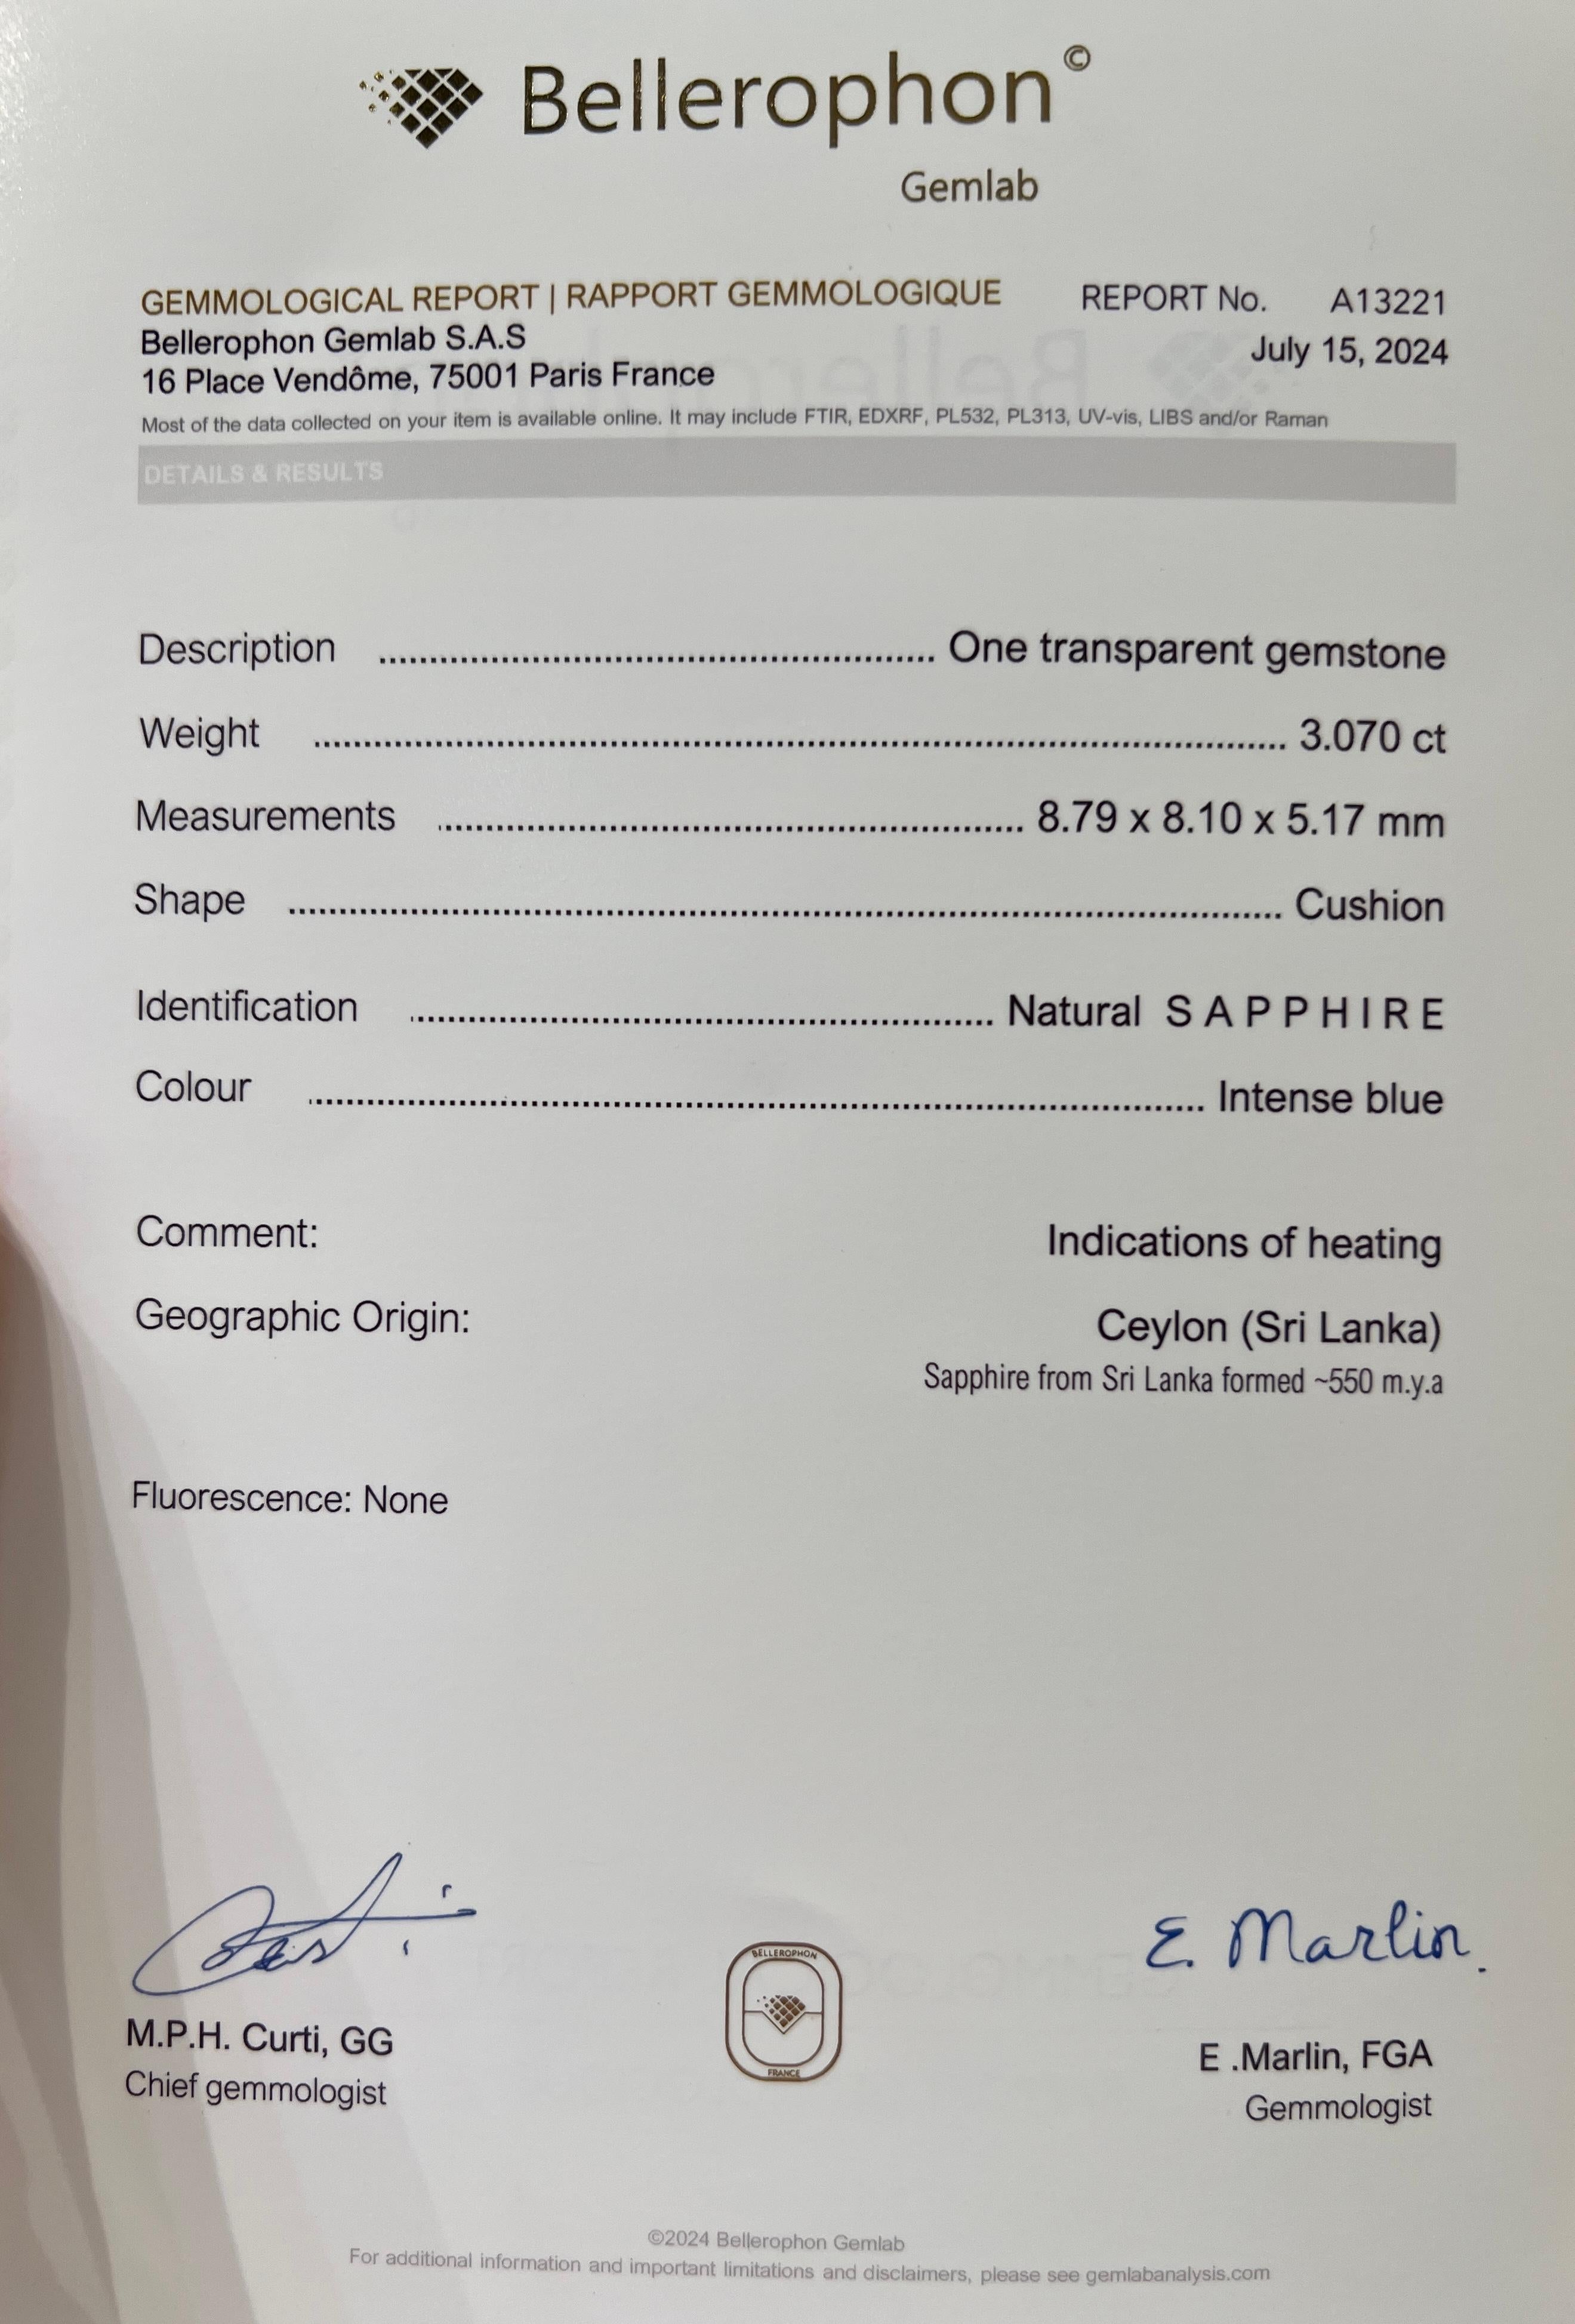 Bellerophon©
Gemlab
GEMMOLOGICAL REPORT | RAPPORT GEMMOLOGIQUE REPORT No. A13221
Bellerophon Gemlab S.A.S July 15, 2024
16 Place Vendôme, 75001 Paris France
Most of the data collected on your item is available online. It may include FTIR, EDXRF, PL532, PL313, UV-vis, LIBS and/or Raman
DETAILS & RESULTS
Description ........ One transparent gemstone
Weight ........ 3.070 ct
Measurements ........ 8.79 x 8.10 x 5.17 mm
Shape ........ Cushion
Identification ........ Natural SAPPHIRE
Colour ........ Intense blue
Comment: Indications of heating
Geographic Origin: Ceylon (Sri Lanka)
Sapphire from Sri Lanka formed ~550 m.y.a
Fluorescence: None
E. Marlin.
BELLEROPHON
FRANCE
M.P.H. Curti, GG E .Marlin, FGA
Chief gemmologist Gemmologist
©2024 Bellerophon Gemlab
For additional information and important limitations and disclaimers, please see gemlabanalysis.com